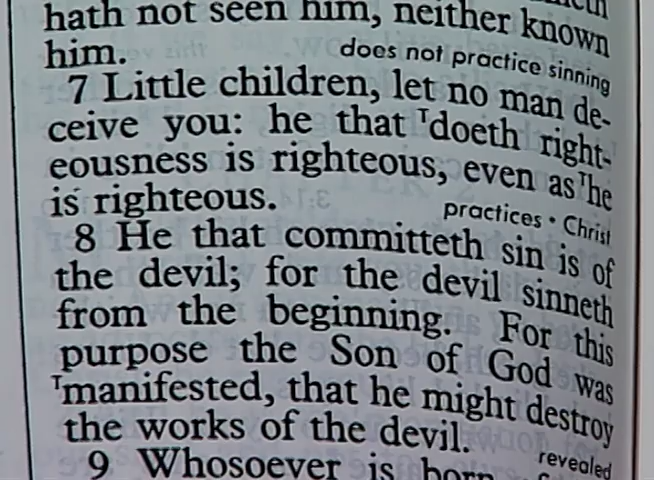 hath not seen him, neither known
him. does not practice sinning
7 Little children, let no man de-
ceive you: he that ᵀdoeth right-
eousness is righteous, even as ᵀhe
is righteous. practices • Christ
8 He that committeth sin is of
the devil; for the devil sinneth
from the beginning. For this
purpose the Son of God was
ᵀmanifested, that he might destroy
the works of the devil.
revealed
9 Whosoever is born